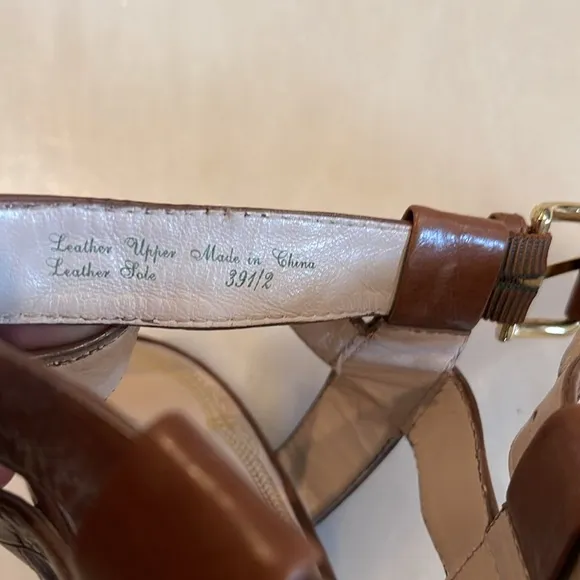 Leather Upper Made in China
Leather Sole 39 1/2